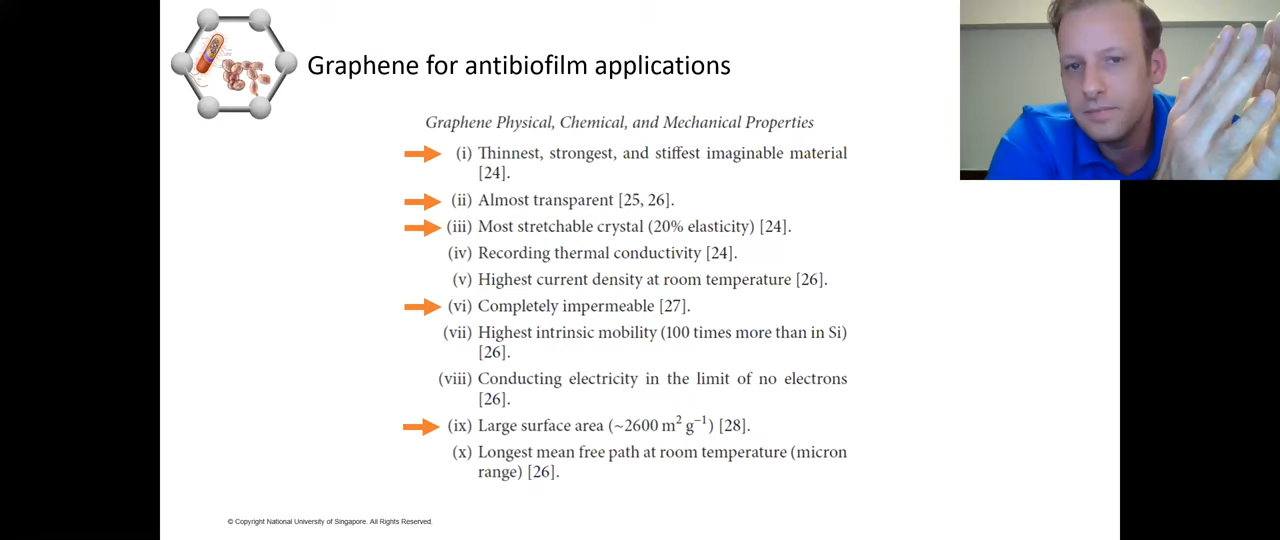 Graphene for antibiofilm applications
Graphene Physical, Chemical, and Mechanical Properties
(i) Thinnest, strongest, and stiffest imaginable material
[24].
(ii) Almost transparent [25, 26].
(iii) Most stretchable crystal (20% elasticity) [24].
(iv) Recording thermal conductivity [24].
(v) Highest current density at room temperature [26].
(vi) Completely impermeable [27].
(vii) Highest intrinsic mobility (100 times more than in Si)
[26].
(viii) Conducting electricity in the limit of no electrons
[26].
(ix) Large surface area (~2600 m² g⁻¹) [28].
(x) Longest mean free path at room temperature (micron
range) [26].
© Copyright National University of Singapore. All Rights Reserved.